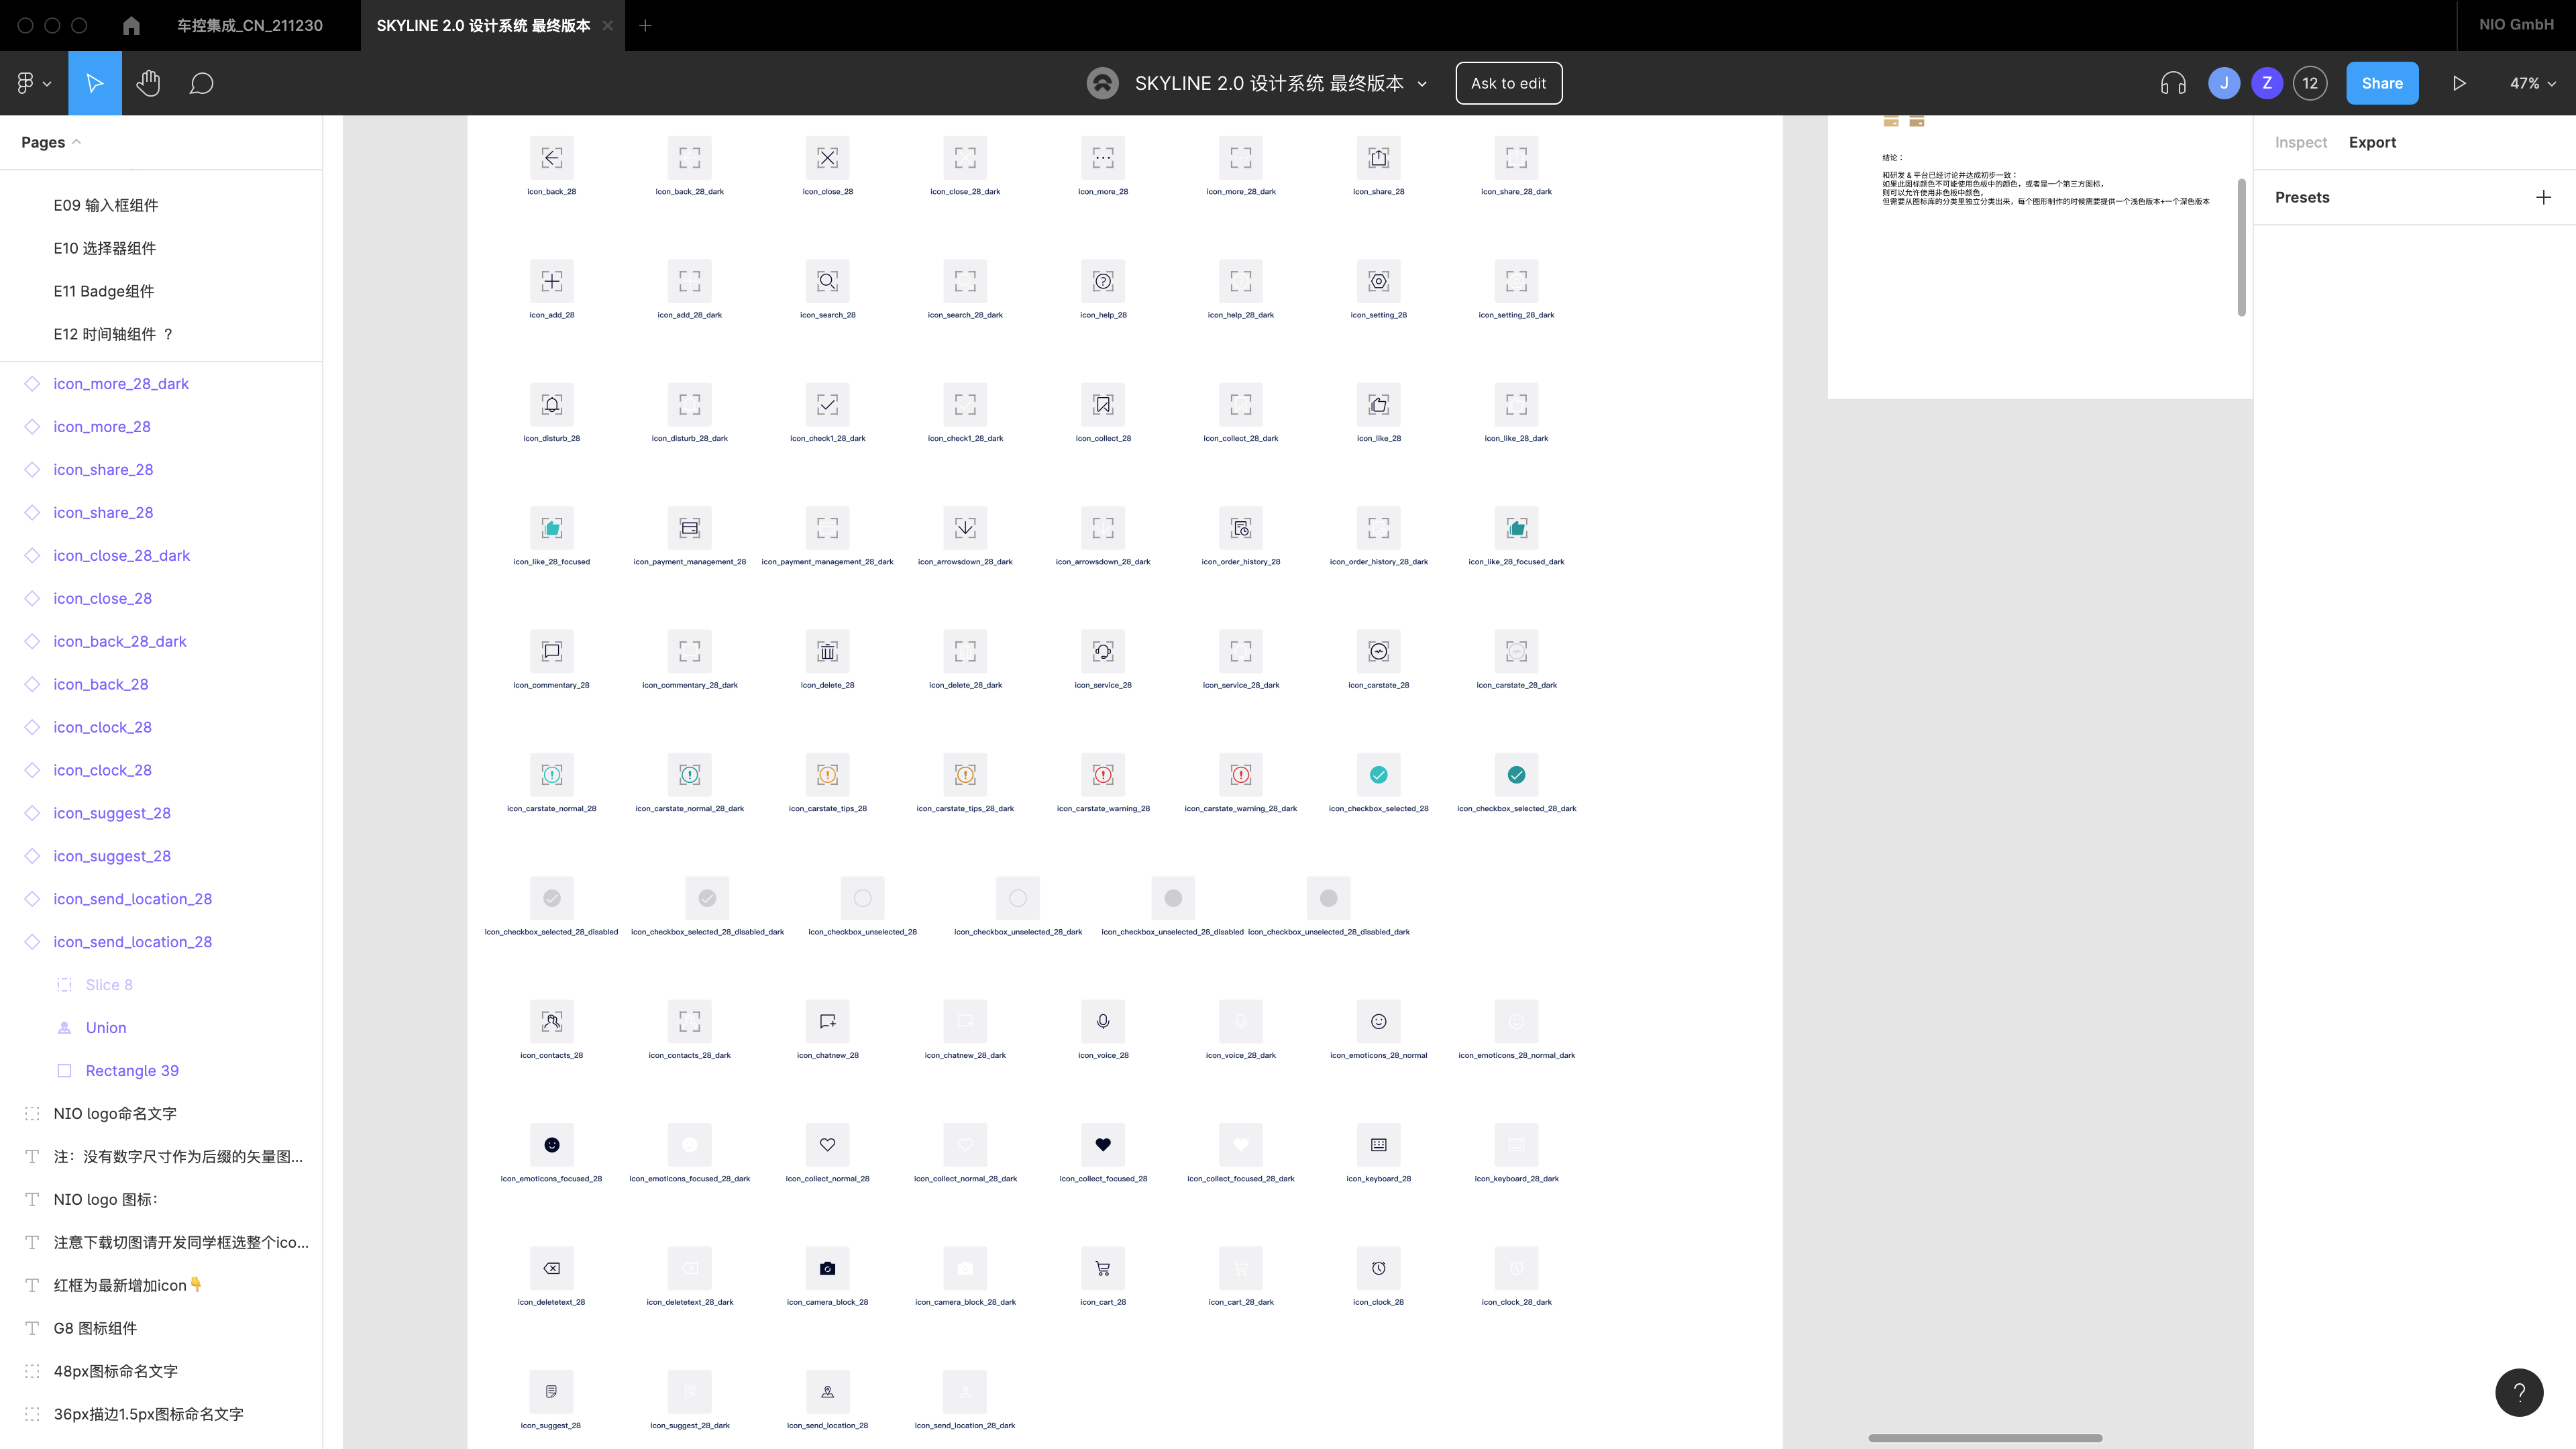 车控集成_CN_211230
SKYLINE 2.0 设计系统 最终版本
NIO GmbH
SKYLINE 2.0 设计系统 最终版本
Ask to edit
J
Z
12
Share
47%
Pages
E09 输入框组件
E10 选择器组件
E11 Badge组件
E12 时间轴组件 ？
icon_more_28_dark
icon_more_28
icon_share_28
icon_share_28
icon_close_28_dark
icon_close_28
icon_back_28_dark
icon_back_28
icon_clock_28
icon_clock_28
icon_suggest_28
icon_suggest_28
icon_send_location_28
icon_send_location_28
Slice 8
Union
Rectangle 39
NIO logo命名文字
注：没有数字尺寸作为后缀的矢量图...
NIO logo 图标：
注意下载切图请开发同学框选整个ico...
红框为最新增加icon👇
G8 图标组件
48px图标命名文字
36px描边1.5px图标命名文字
icon_back_28 icon_back_28_dark icon_close_28 icon_close_28_dark icon_more_28 icon_more_28_dark icon_share_28 icon_share_28_dark
icon_add_28 icon_add_28_dark icon_search_28 icon_search_28_dark icon_help_28 icon_help_28_dark icon_setting_28 icon_setting_28_dark
icon_disturb_28 icon_disturb_28_dark icon_check1_28_dark icon_check1_28_dark icon_collect_28 icon_collect_28_dark icon_like_28 icon_like_28_dark
icon_like_28_focused icon_payment_management_28 icon_payment_management_28_dark icon_arrowsdown_28_dark icon_arrowsdown_28_dark icon_order_history_28 icon_order_history_28_dark icon_like_28_focused_dark
icon_commentary_28 icon_commentary_28_dark icon_delete_28 icon_delete_28_dark icon_service_28 icon_service_28_dark icon_carstate_28 icon_carstate_28_dark
icon_carstate_normal_28 icon_carstate_normal_28_dark icon_carstate_tips_28 icon_carstate_tips_28_dark icon_carstate_warning_28 icon_carstate_warning_28_dark icon_checkbox_selected_28 icon_checkbox_selected_28_dark
icon_checkbox_selected_28_disabled icon_checkbox_selected_28_disabled_dark icon_checkbox_unselected_28 icon_checkbox_unselected_28_dark icon_checkbox_unselected_28_disabled icon_checkbox_unselected_28_disabled_dark
icon_contacts_28 icon_contacts_28_dark icon_chatnew_28 icon_chatnew_28_dark icon_voice_28 icon_voice_28_dark icon_emoticons_28_normal icon_emoticons_28_normal_dark
icon_emoticons_focused_28 icon_emoticons_focused_28_dark icon_collect_normal_28 icon_collect_normal_28_dark icon_collect_focused_28 icon_collect_focused_28_dark icon_keyboard_28 icon_keyboard_28_dark
icon_deletetext_28 icon_deletetext_28_dark icon_camera_block_28 icon_camera_block_28_dark icon_cart_28 icon_cart_28_dark icon_clock_28 icon_clock_28_dark
icon_suggest_28 icon_suggest_28_dark icon_send_location_28 icon_send_location_28_dark
结论：
和研发 & 平台已经讨论并达成初步一致：
如果此图标颜色不可能使用色板中的颜色，或者是一个第三方图标，
则可以允许使用非色板中颜色，
但需要从图标库的分类里独立分类出来，每个图形制作的时候需要提供一个浅色版本+一个深色版本
Inspect
Export
Presets
?